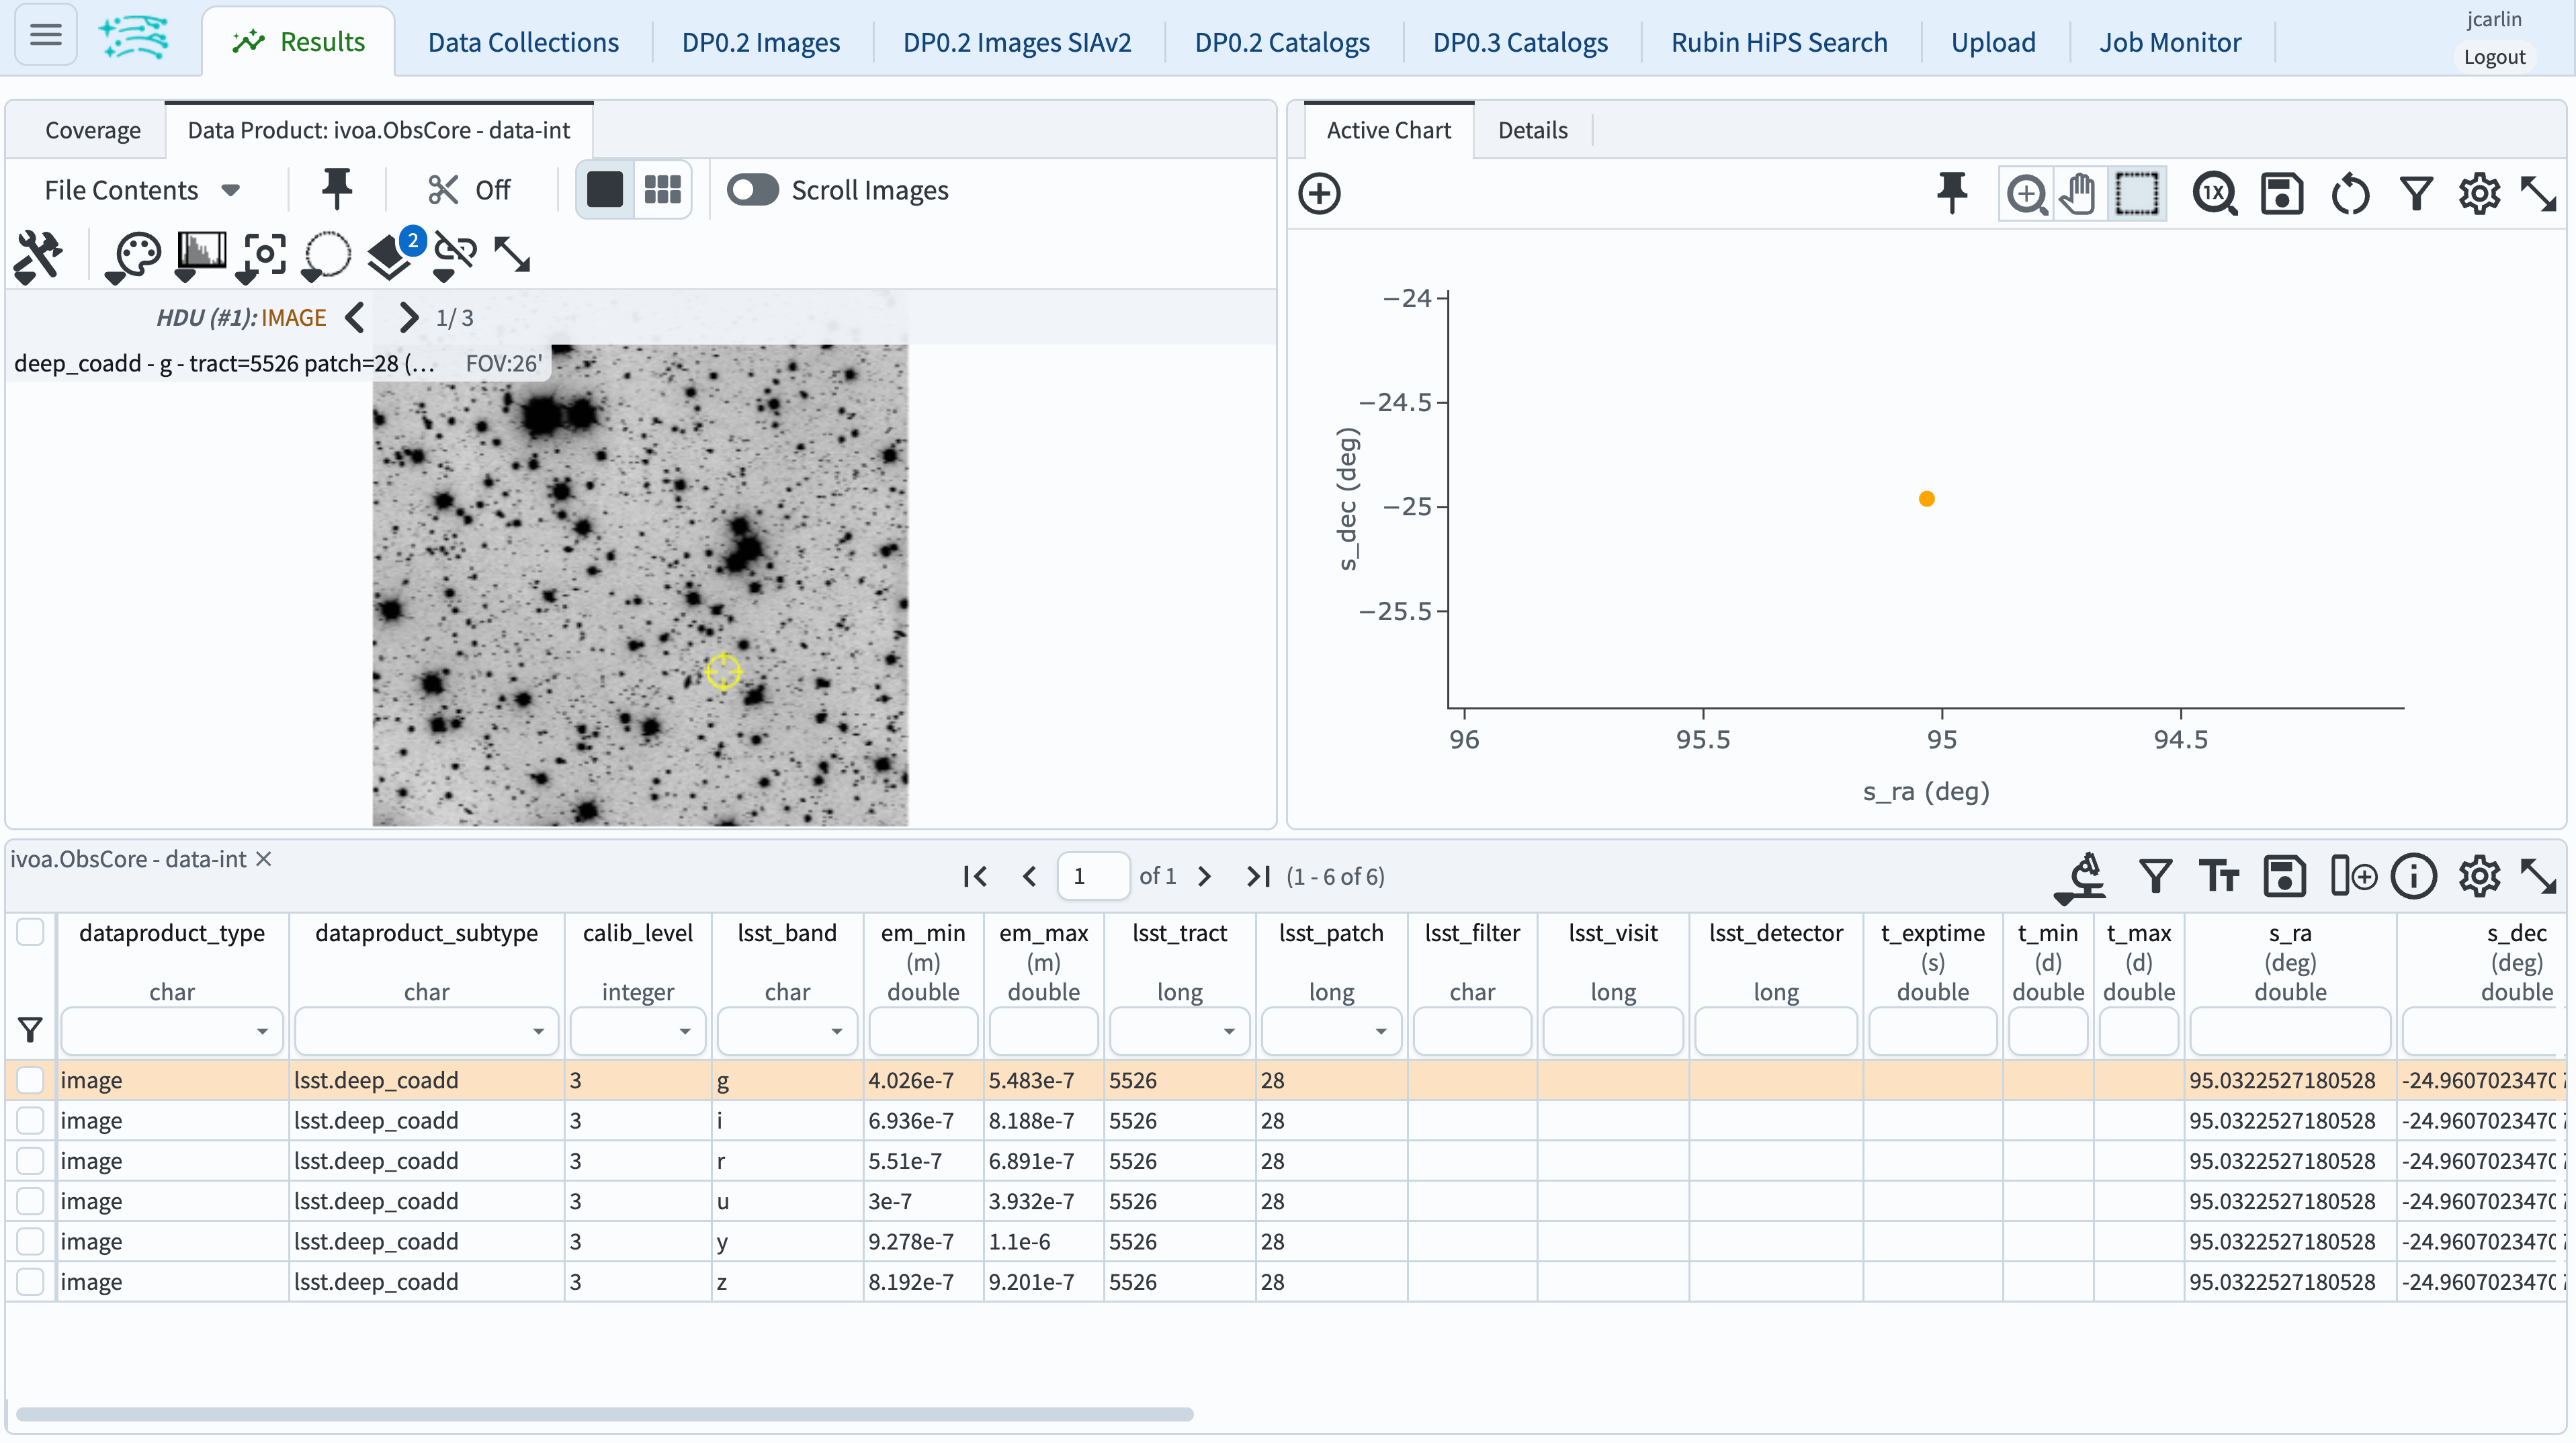 Results Data Collections DP0.2 Images DP0.2 Images SIAv2 DP0.2 Catalogs DP0.3 Catalogs Rubin HiPS Search Upload Job Monitor jcarlin
Logout
Coverage Data Product: ivoa.ObsCore - data-int
File Contents Off Scroll Images
2
HDU (#1): IMAGE 1/ 3
deep_coadd - g - tract=5526 patch=28 (... FOV:26'
Active Chart Details
1X
−24
−24.5
−25
−25.5
s_dec (deg)
96 95.5 95 94.5
s_ra (deg)
ivoa.ObsCore - data-int
1 of 1 (1 - 6 of 6)
dataproduct_type dataproduct_subtype calib_level lsst_band em_min em_max lsst_tract lsst_patch lsst_filter lsst_visit lsst_detector t_exptime t_min t_max s_ra s_dec
(m) (m) (s) (d) (d) (deg) (deg)
char char integer char double double long long char long long double double double double double
image lsst.deep_coadd 3 g 4.026e-7 5.483e-7 5526 28 95.0322527180528 -24.9607023470
image lsst.deep_coadd 3 i 6.936e-7 8.188e-7 5526 28 95.0322527180528 -24.9607023470
image lsst.deep_coadd 3 r 5.51e-7 6.891e-7 5526 28 95.0322527180528 -24.9607023470
image lsst.deep_coadd 3 u 3e-7 3.932e-7 5526 28 95.0322527180528 -24.9607023470
image lsst.deep_coadd 3 y 9.278e-7 1.1e-6 5526 28 95.0322527180528 -24.9607023470
image lsst.deep_coadd 3 z 8.192e-7 9.201e-7 5526 28 95.0322527180528 -24.9607023470